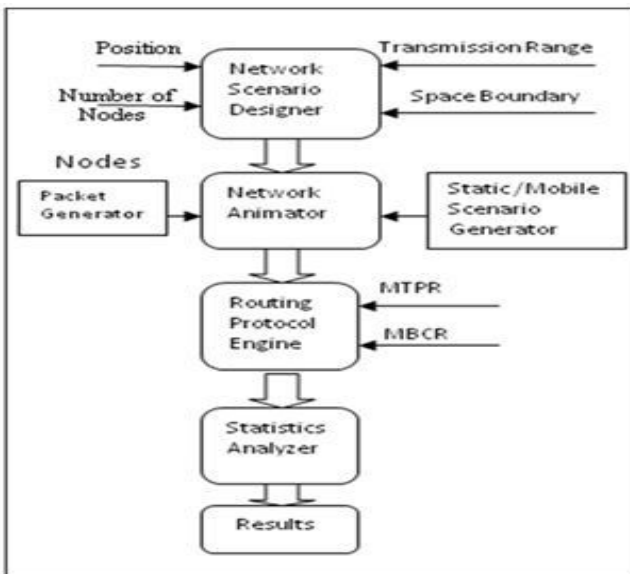 Position
Number of
Nodes
Network
Scenario
Designer
Transmission Range
Space Boundary
Nodes
Packet
Generator
Network
Animator
Static/Mobile
Scenario
Generator
Routing
Protocol
Engine
MTPR
MBCR
Statistics
Analyzer
Results